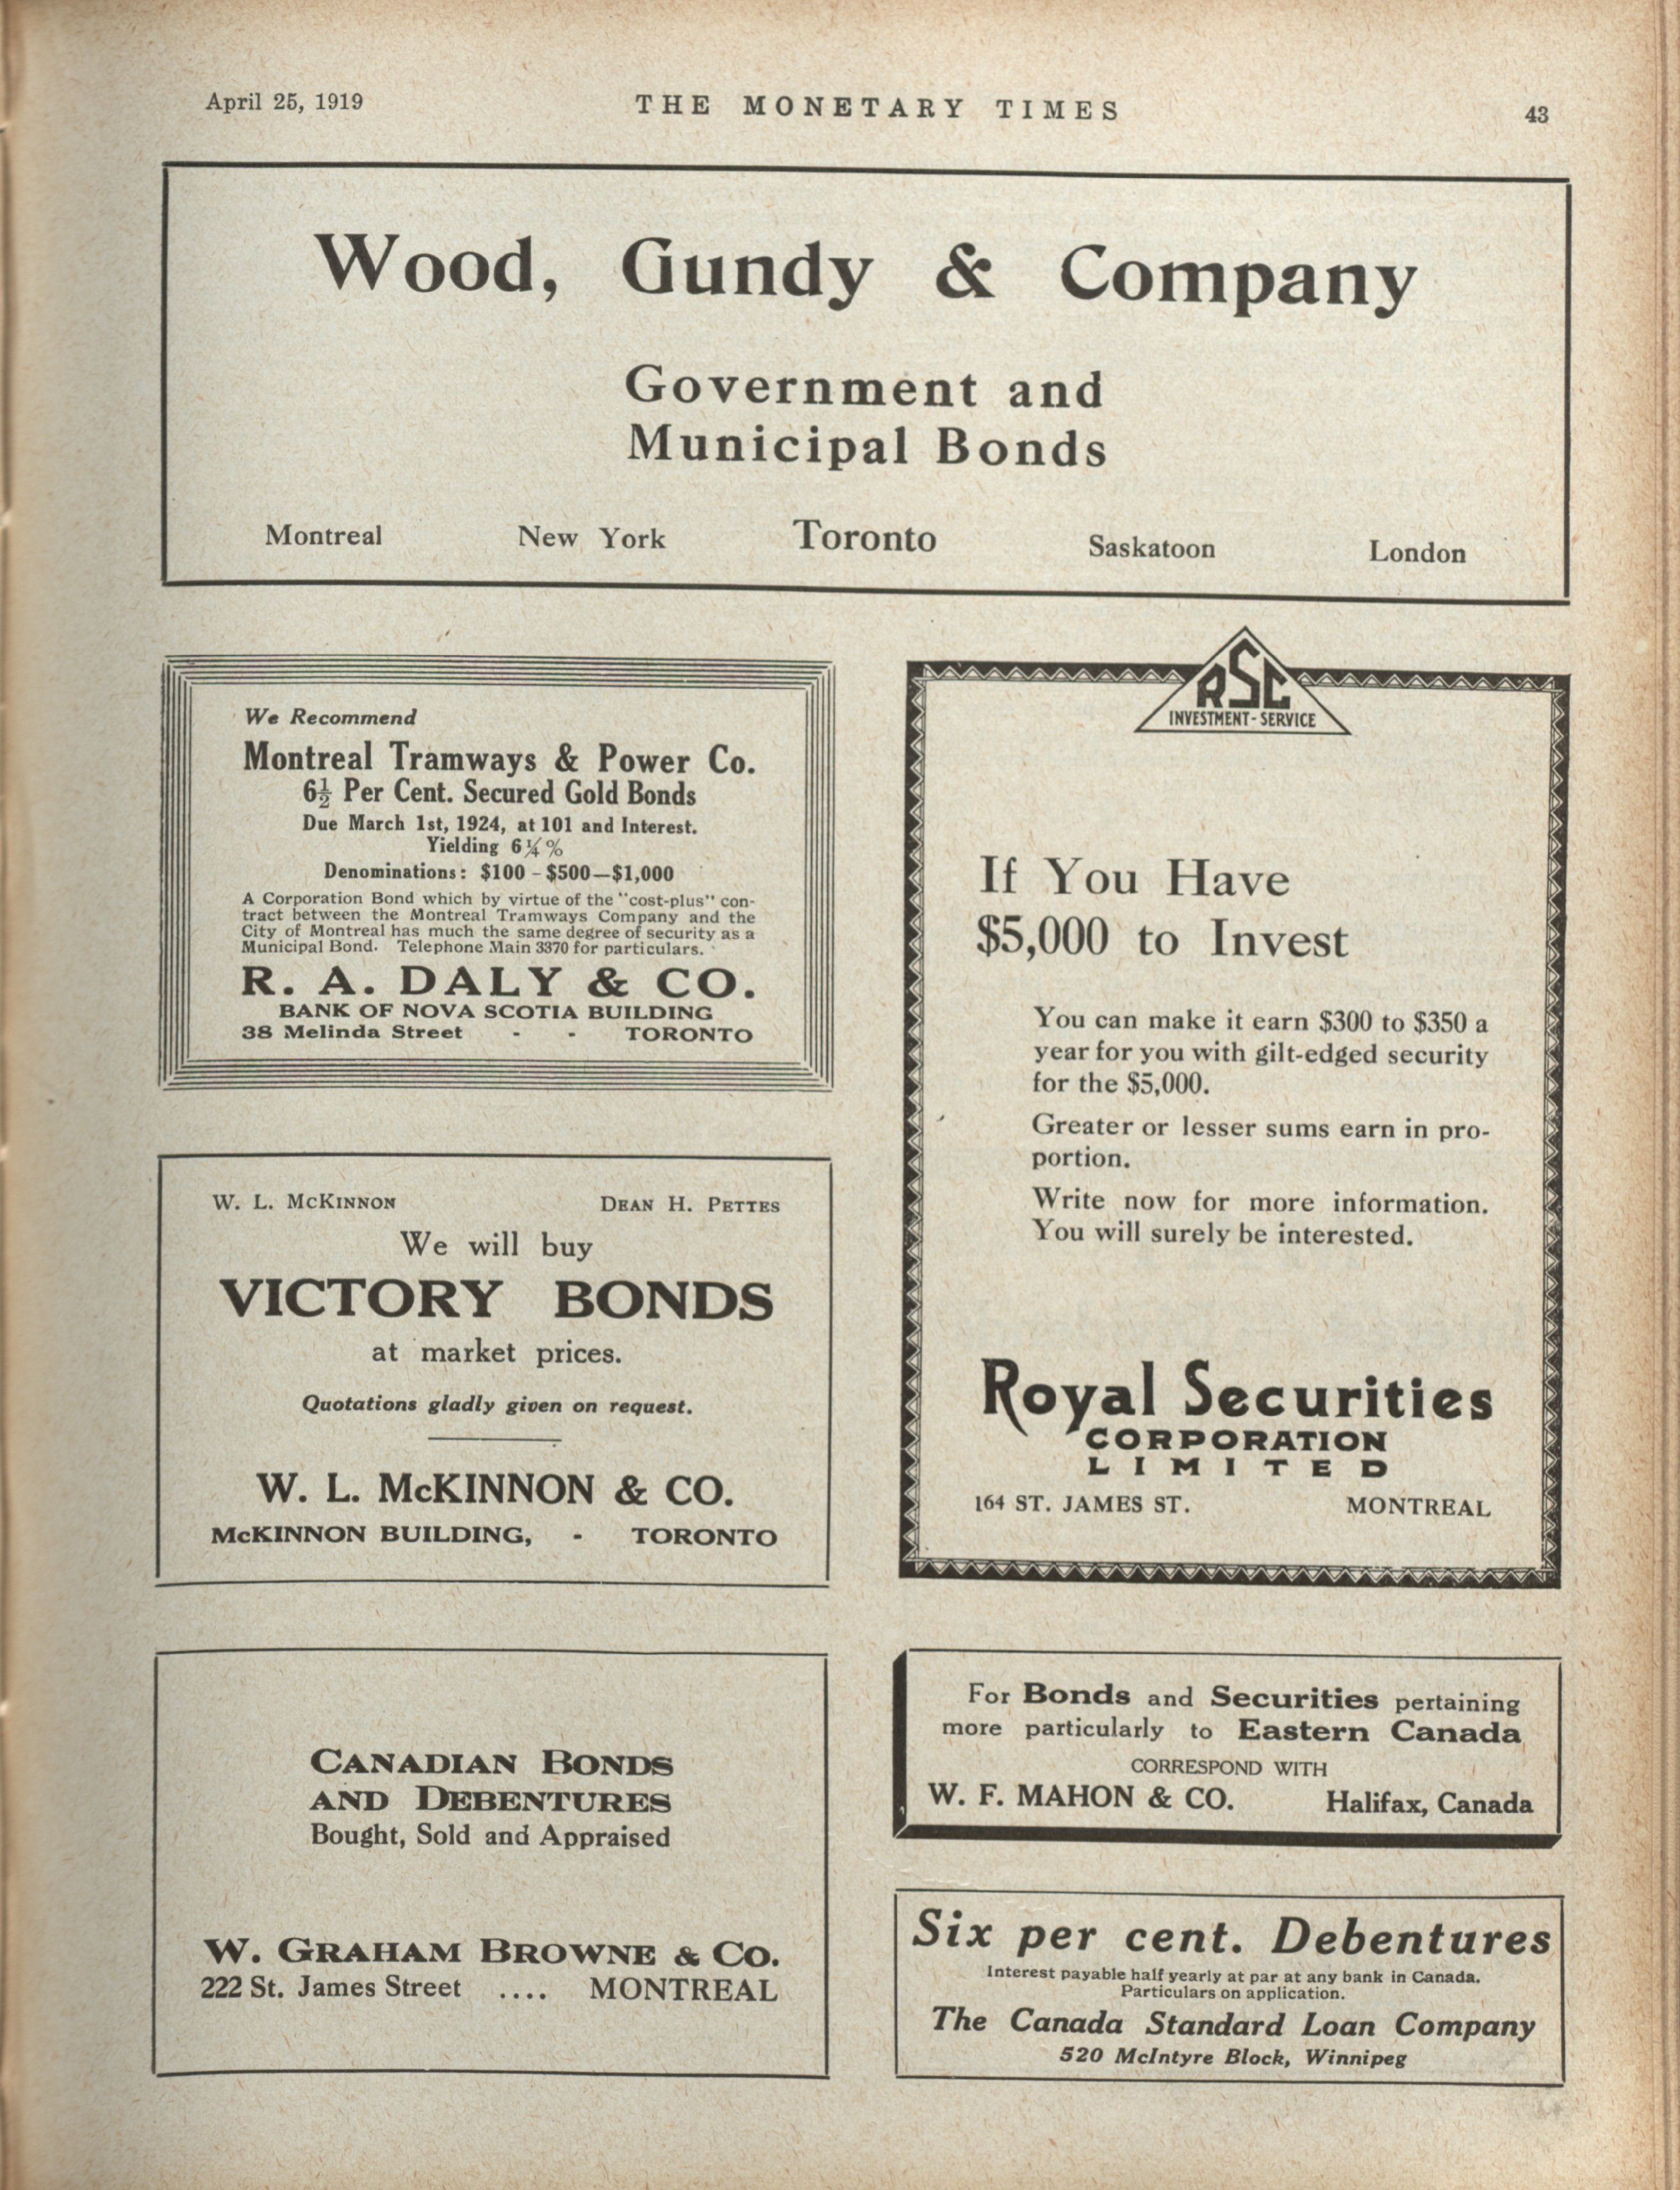 April 25, 1919
THE MONETARY TIMES
43
Wood, Gundy & Company
Government and
Municipal Bonds
Montreal New York Toronto Saskatoon London
We Recommend
Montreal Tramways & Power Co.
6½ Per Cent. Secured Gold Bonds
Due March 1st, 1924, at 101 and Interest.
Yielding 6¼%
Denominations: $100 - $500—$1,000
A Corporation Bond which by virtue of the "cost-plus" con-
tract between the Montreal Tramways Company and the
City of Montreal has much the same degree of security as a
Municipal Bond. Telephone Main 3370 for particulars.
R. A. DALY & CO.
BANK OF NOVA SCOTIA BUILDING
38 Melinda Street - - TORONTO
W. L. McKINNON DEAN H. PETTES
We will buy
VICTORY BONDS
at market prices.
Quotations gladly given on request.
W. L. McKINNON & CO.
McKINNON BUILDING, - TORONTO
CANADIAN BONDS
AND DEBENTURES
Bought, Sold and Appraised
W. GRAHAM BROWNE & CO.
222 St. James Street .... MONTREAL
RSC
INVESTMENT-SERVICE
If You Have
$5,000 to Invest
You can make it earn $300 to $350 a
year for you with gilt-edged security
for the $5,000.
Greater or lesser sums earn in pro-
portion.
Write now for more information.
You will surely be interested.
Royal Securities
CORPORATION
LIMITED
164 ST. JAMES ST. MONTREAL
For Bonds and Securities pertaining
more particularly to Eastern Canada
CORRESPOND WITH
W. F. MAHON & CO. Halifax, Canada
Six per cent. Debentures
Interest payable half yearly at par at any bank in Canada.
Particulars on application.
The Canada Standard Loan Company
520 McIntyre Block, Winnipeg